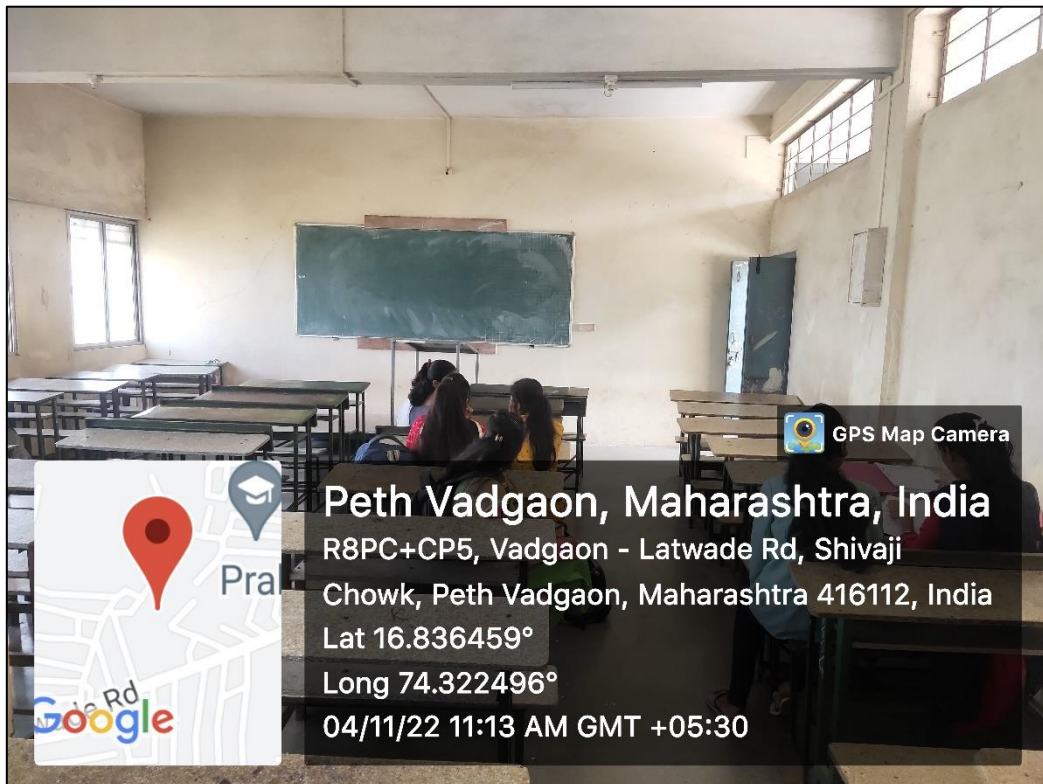 GPS Map Camera
Peth Vadgaon, Maharashtra, India
R8PC+CP5, Vadgaon - Latwade Rd, Shivaji
Chowk, Peth Vadgaon, Maharashtra 416112, India
Lat 16.836459°
Long 74.322496°
04/11/22 11:13 AM GMT +05:30
Pral
Rd
Google